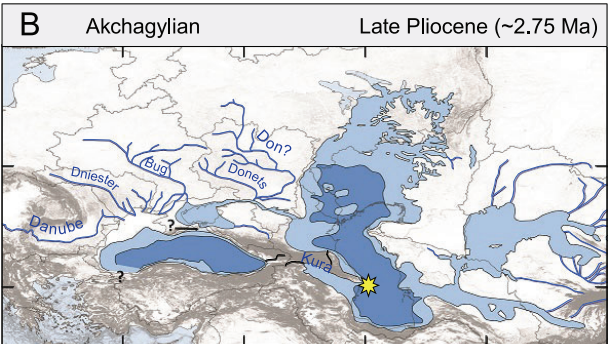 B Akchagylian Late Pliocene (~2.75 Ma)
Don?
Bug
Donets
Dniester
Danube
?
Kura
?